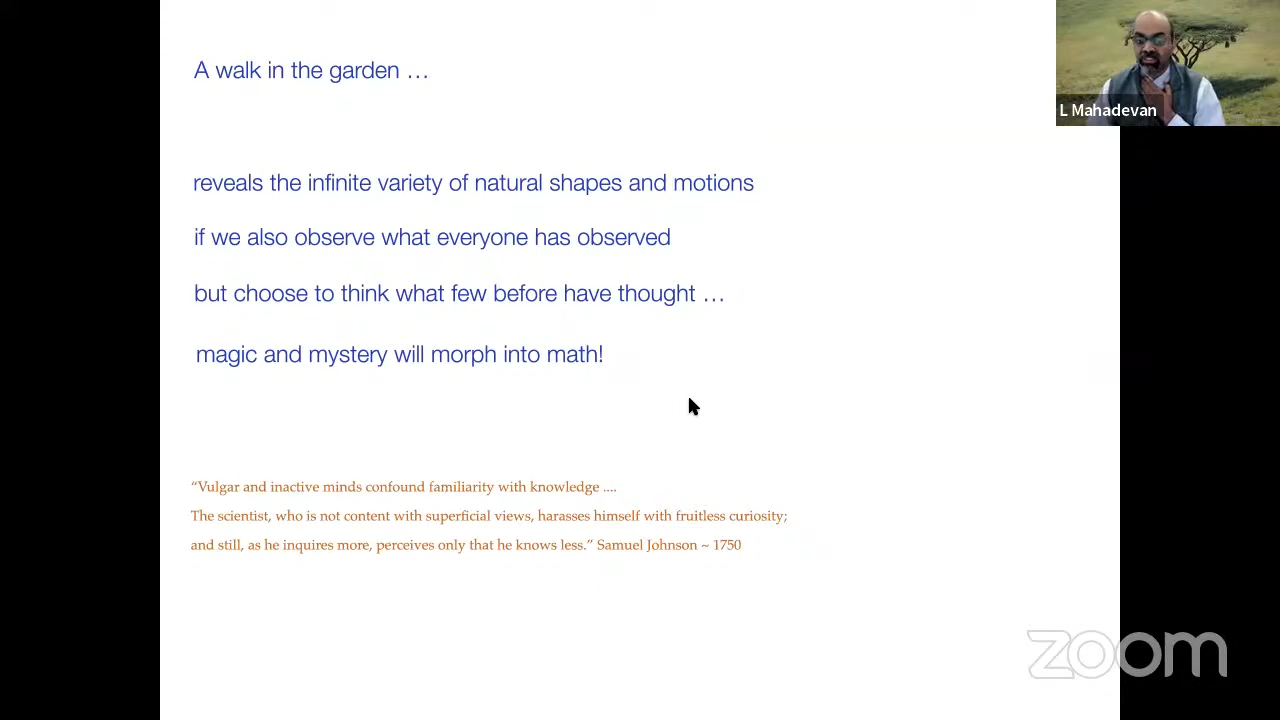 A walk in the garden …
L Mahadevan
reveals the infinite variety of natural shapes and motions
if we also observe what everyone has observed
but choose to think what few before have thought …
magic and mystery will morph into math!
“Vulgar and inactive minds confound familiarity with knowledge ....
The scientist, who is not content with superficial views, harasses himself with fruitless curiosity;
and still, as he inquires more, perceives only that he knows less.” Samuel Johnson ~ 1750
zoom